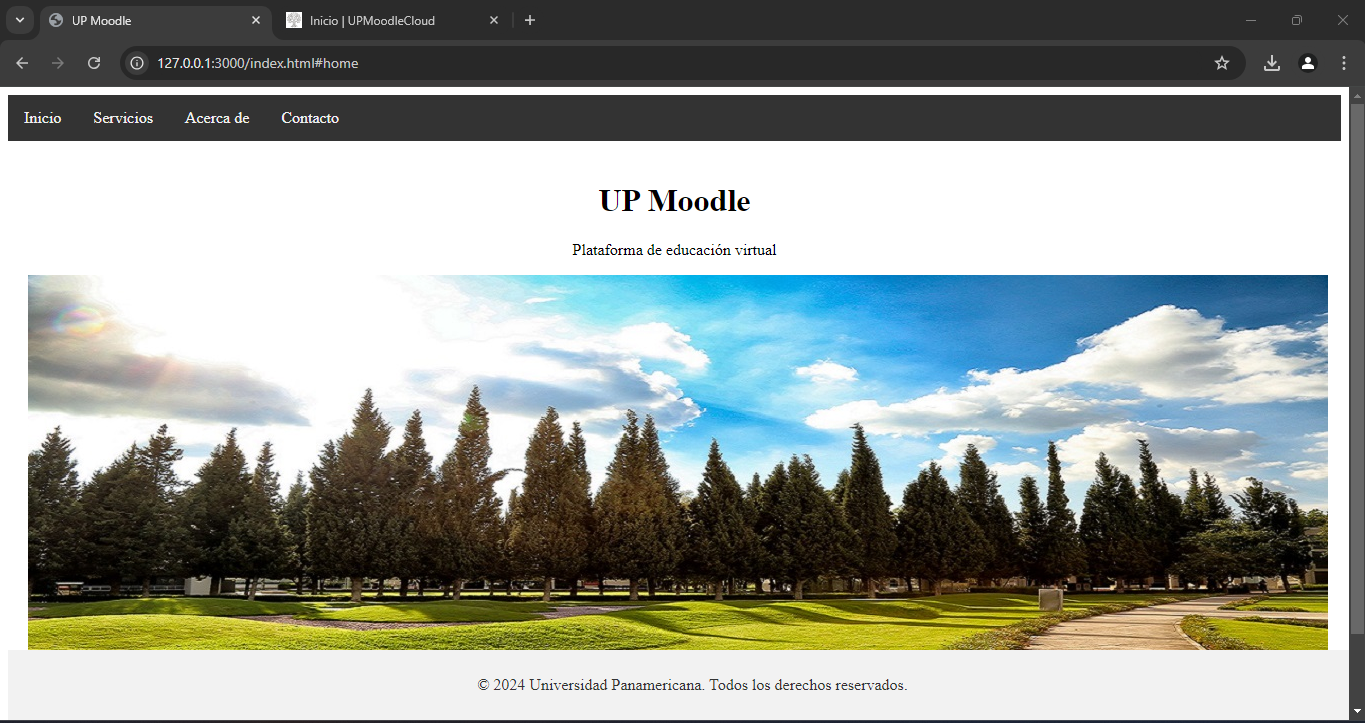 UP Moodle
Inicio | UPMoodleCloud
127.0.0.1:3000/index.html#home
Inicio Servicios Acerca de Contacto
UP Moodle
Plataforma de educación virtual
© 2024 Universidad Panamericana. Todos los derechos reservados.